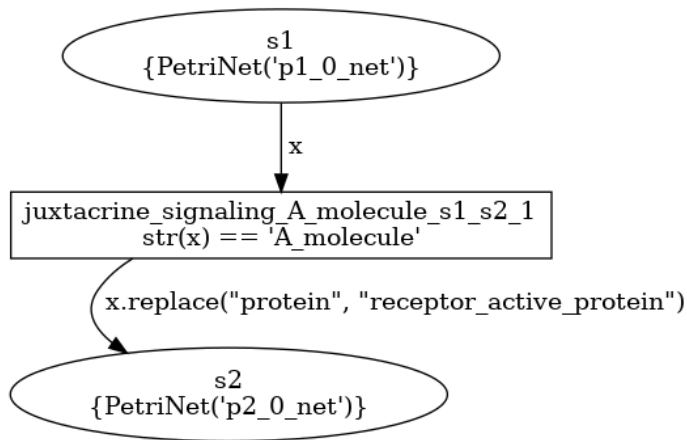 s1
{PetriNet('p1_0_net')}
x
juxtacrine_signaling_A_molecule_s1_s2_1
str(x) == 'A_molecule'
x.replace("protein", "receptor_active_protein")
s2
{PetriNet('p2_0_net')}